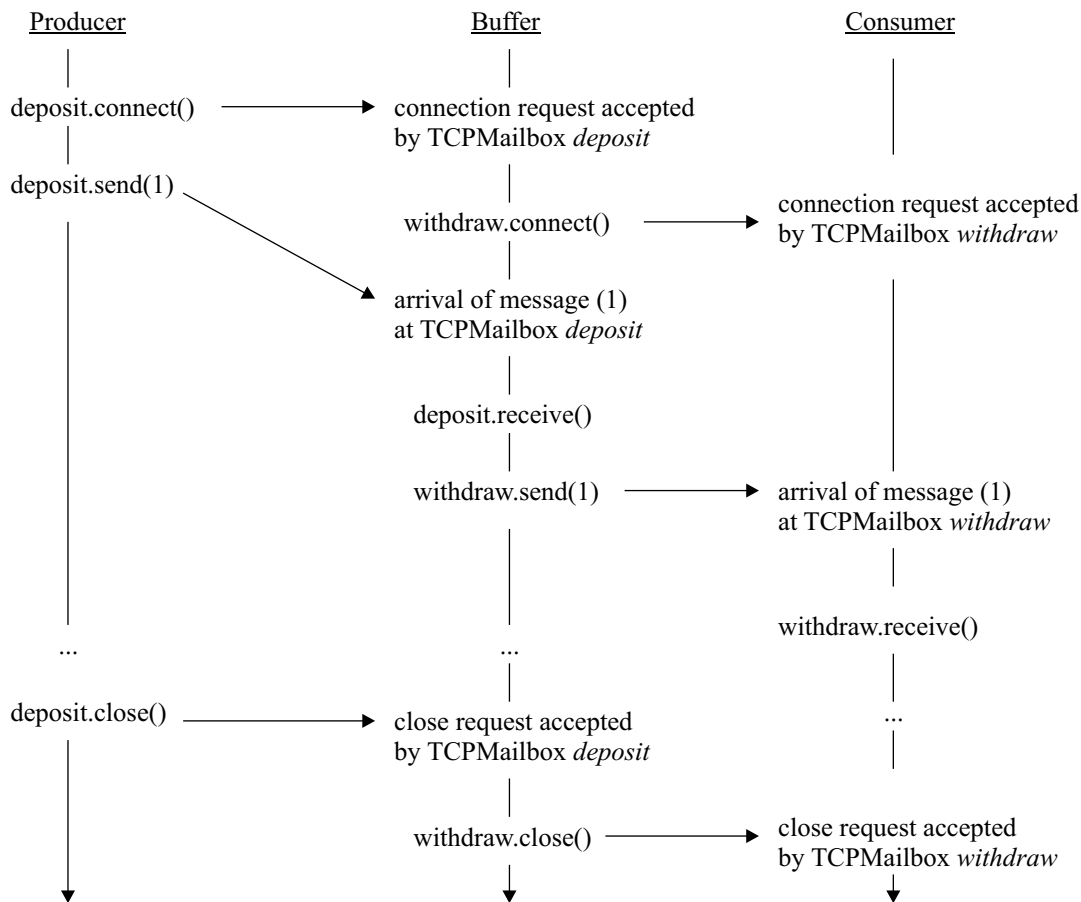 Producer
Buffer
Consumer
deposit.connect()
connection request accepted
by TCPMailbox deposit
deposit.send(1)
withdraw.connect()
connection request accepted
by TCPMailbox withdraw
arrival of message (1)
at TCPMailbox deposit
deposit.receive()
withdraw.send(1)
arrival of message (1)
at TCPMailbox withdraw
withdraw.receive()
...
...
deposit.close()
close request accepted
by TCPMailbox deposit
...
withdraw.close()
close request accepted
by TCPMailbox withdraw